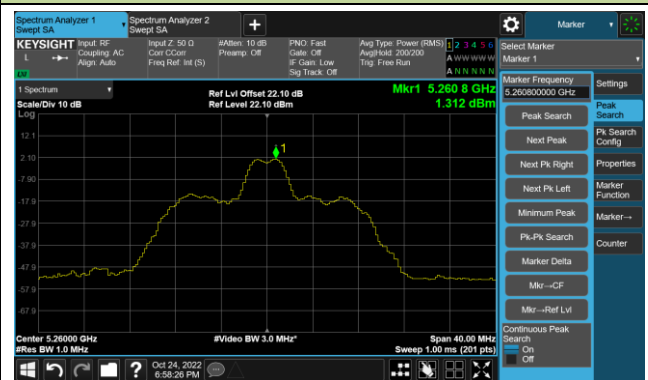 Spectrum Analyzer 1
Swept SA
Spectrum Analyzer 2
Swept SA
+
Marker
KEYSIGHT
L
Input: RF
Coupling: AC
Align: Auto
Input Z: 50 Ω
Corr CCorr
Freq Ref: Int (S)
#Atten: 10 dB
Preamp: Off
PNO: Fast
Gate: Off
IF Gain: Low
Sig Track: Off
Avg Type: Power (RMS)
Avg|Hold: 200/200
Trig: Free Run
1 2 3 4 5 6
A W W W W W
A N N N N N
Select Marker
Marker 1
1 Spectrum
Scale/Div 10 dB
Log
Ref Lvl Offset 22.10 dB
Ref Level 22.10 dBm
Mkr1 5.260 8 GHz
1.312 dBm
12.1
2.10
-7.90
-17.9
-27.9
-37.9
-47.9
-57.9
-67.9
1
Center 5.26000 GHz
#Res BW 1.0 MHz
#Video BW 3.0 MHz*
Span 40.00 MHz
Sweep 1.00 ms (201 pts)
Marker Frequency
5.260800000 GHz
Peak Search
Next Peak
Next Pk Right
Next Pk Left
Minimum Peak
Pk-Pk Search
Marker Delta
Mkr→CF
Mkr→Ref Lvl
Continuous Peak
Search
On
Off
Settings
Peak
Search
Pk Search
Config
Properties
Marker
Function
Marker→
Counter
?
Oct 24, 2022
6:58:26 PM